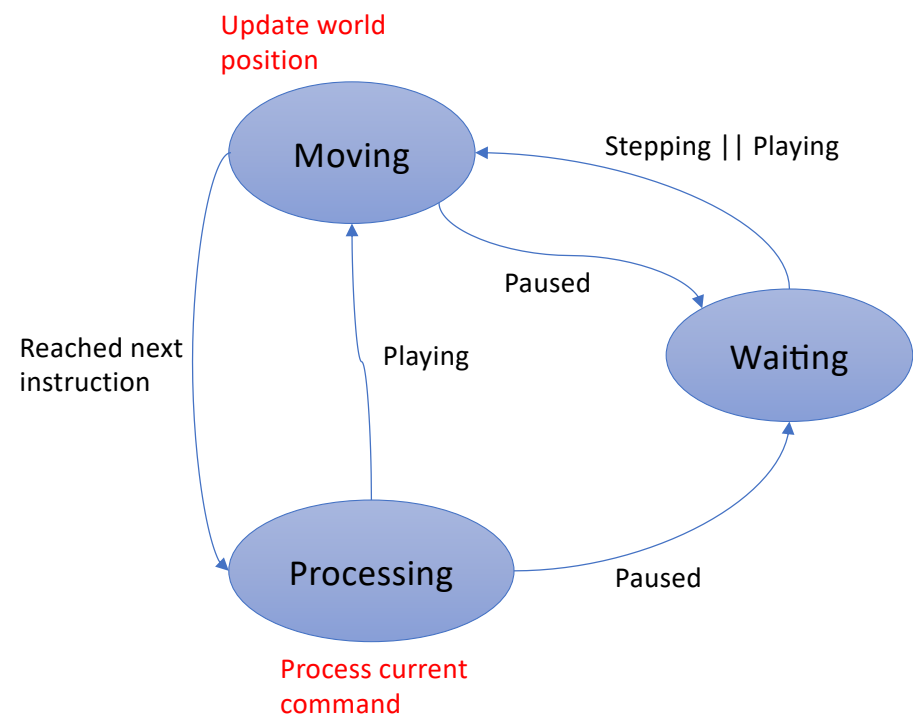 Update world
position
Moving
Stepping || Playing
Paused
Reached next
instruction
Playing
Waiting
Processing
Paused
Process current
command